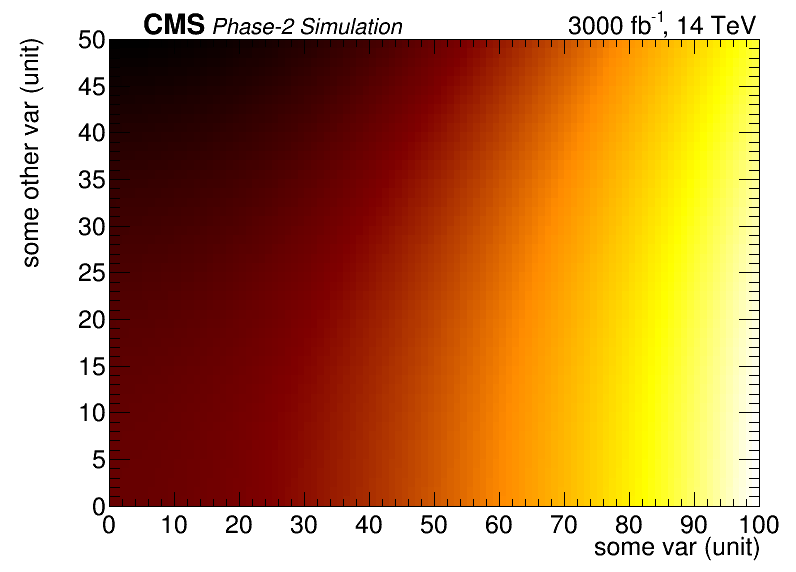 CMS Phase-2 Simulation 3000 fb⁻¹, 14 TeV
some other var (unit)
50
45
40
35
30
25
20
15
10
5
0
0 10 20 30 40 50 60 70 80 90 100
some var (unit)